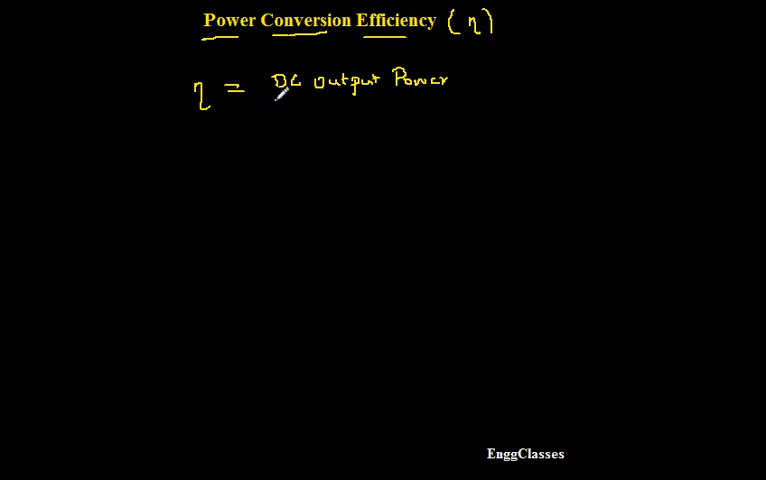 Power Conversion Efficiency (η)
η = DC Output Power
EnggClasses